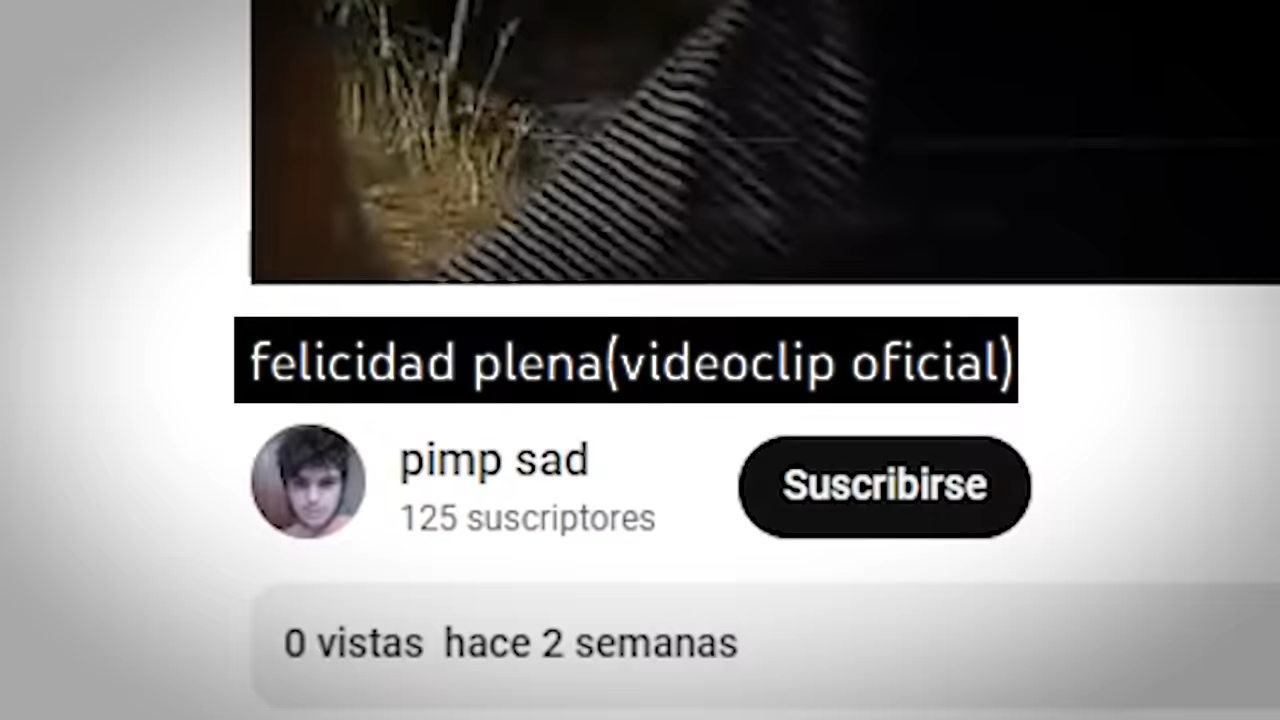 felicidad plena(videoclip oficial)
pimp sad
Suscribirse
125 suscriptores
0 vistas hace 2 semanas